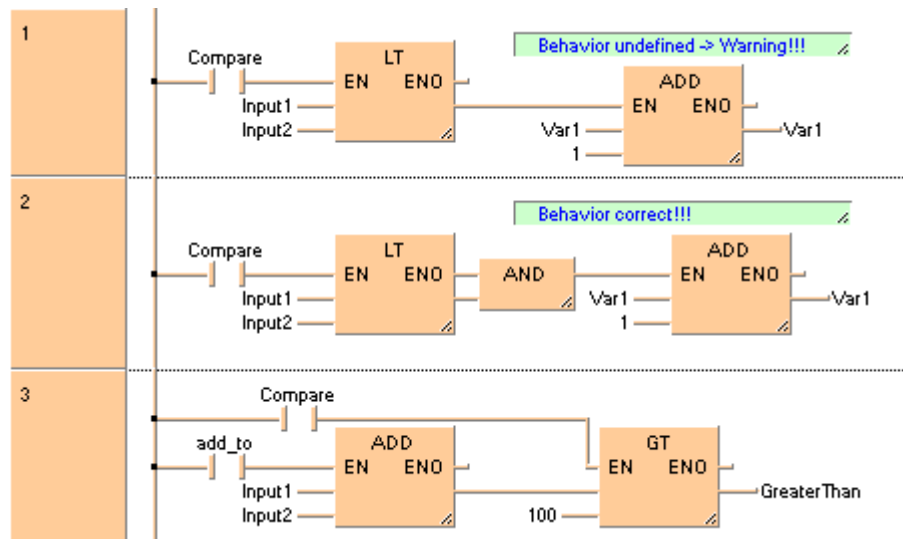 1
Behavior undefined -> Warning!!!
Compare
LT
EN ENO
Input1
Input2
ADD
EN ENO
Var1
Var1
1
2
Behavior correct!!!
Compare
LT
EN ENO
Input1
Input2
AND
ADD
EN ENO
Var1
Var1
1
3
Compare
add_to
ADD
EN ENO
Input1
Input2
GT
EN ENO
GreaterThan
100